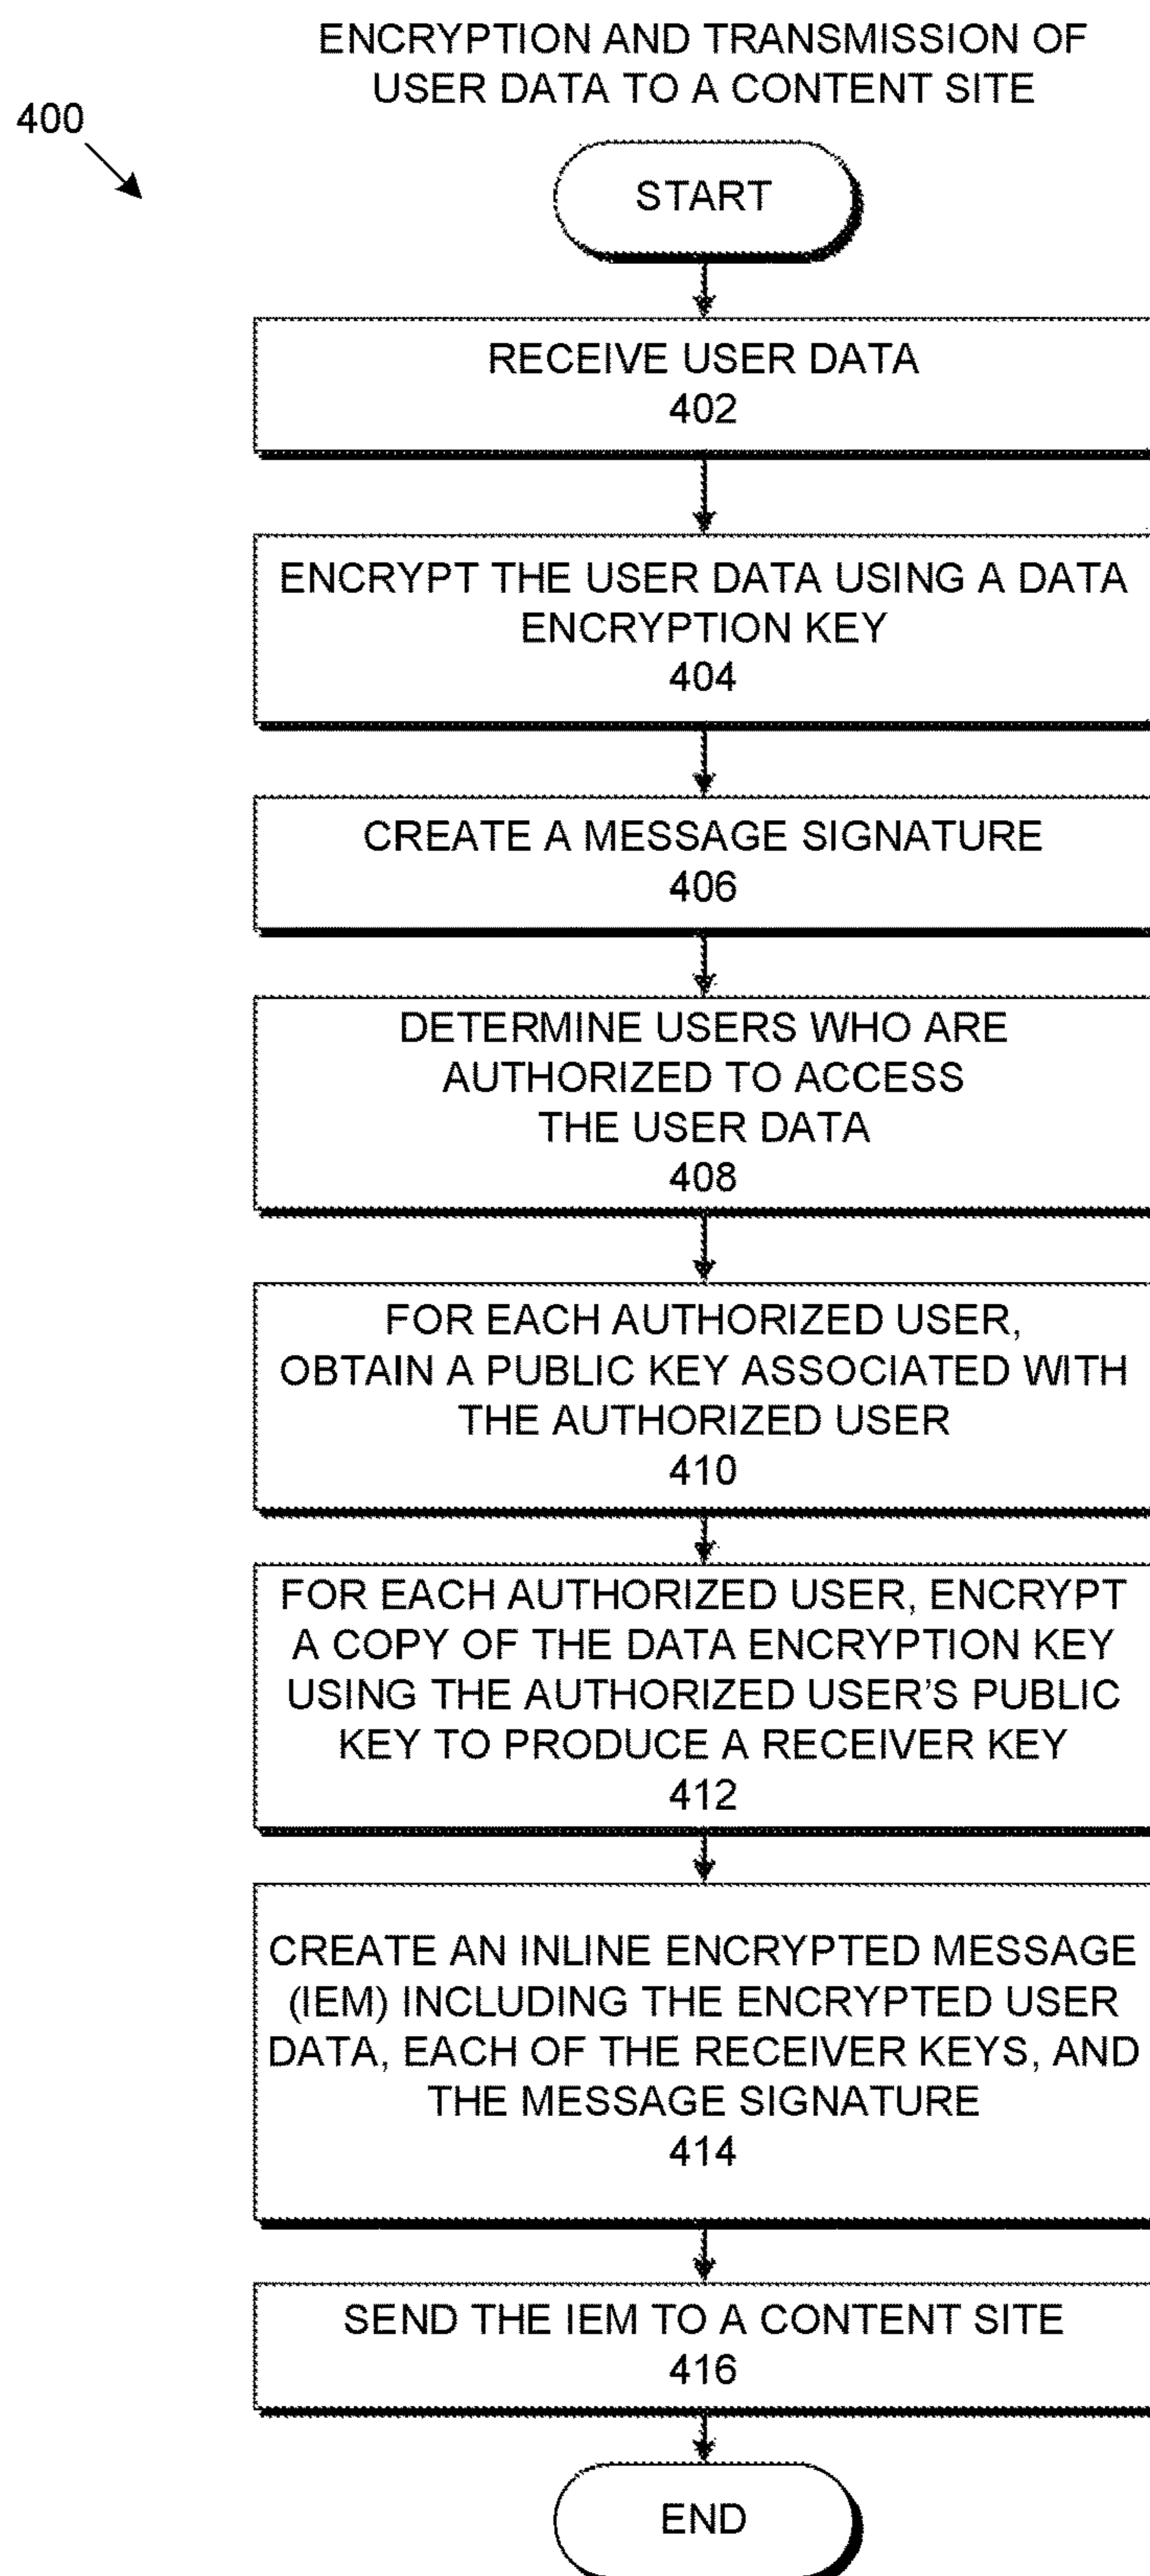 ENCRYPTION AND TRANSMISSION OF
USER DATA TO A CONTENT SITE
400
START
RECEIVE USER DATA
402
ENCRYPT THE USER DATA USING A DATA
ENCRYPTION KEY
404
CREATE A MESSAGE SIGNATURE
406
DETERMINE USERS WHO ARE
AUTHORIZED TO ACCESS
THE USER DATA
408
FOR EACH AUTHORIZED USER,
OBTAIN A PUBLIC KEY ASSOCIATED WITH
THE AUTHORIZED USER
410
FOR EACH AUTHORIZED USER, ENCRYPT
A COPY OF THE DATA ENCRYPTION KEY
USING THE AUTHORIZED USER'S PUBLIC
KEY TO PRODUCE A RECEIVER KEY
412
CREATE AN INLINE ENCRYPTED MESSAGE
(IEM) INCLUDING THE ENCRYPTED USER
DATA, EACH OF THE RECEIVER KEYS, AND
THE MESSAGE SIGNATURE
414
SEND THE IEM TO A CONTENT SITE
416
END